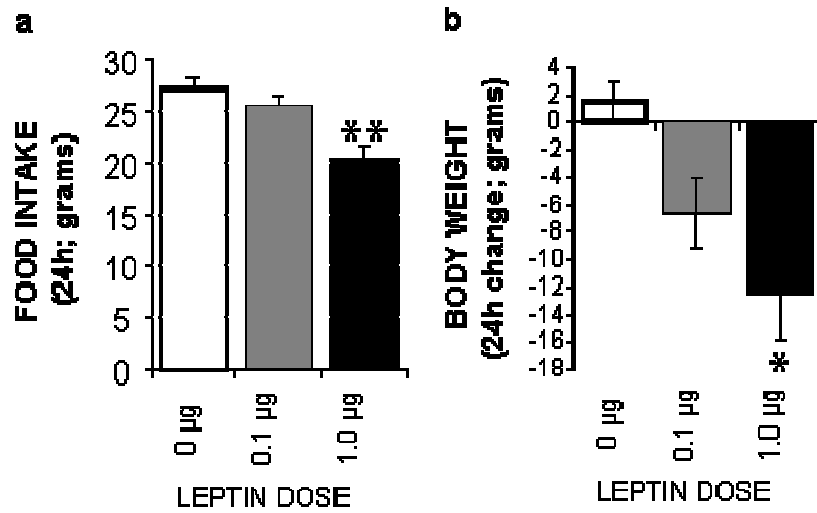 a
FOOD INTAKE
(24h; grams)
30
25
20
15
10
5
0
**
0 µg
0.1 µg
1.0 µg
LEPTIN DOSE
b
BODY WEIGHT
(24h change; grams)
4
2
0
-2
-4
-6
-8
-10
-12
-14
-16
-18
*
0 µg
0.1 µg
1.0 µg
LEPTIN DOSE